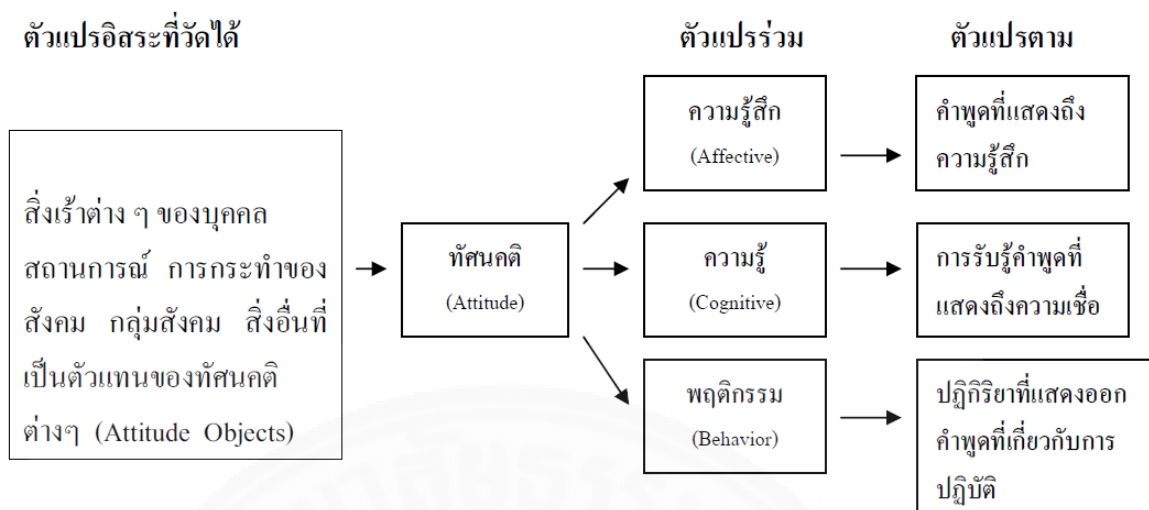 ตัวแปรอิสระที่วัดได้
ตัวแปรร่วม
ตัวแปรตาม
สิ่งเร้าต่าง ๆ ของบุคคล
สถานการณ์ การกระทำของ
สังคม กลุ่มสังคม สิ่งอื่นที่
เป็นตัวแทนของทัศนคติ
ต่างๆ (Attitude Objects)
ทัศนคติ
(Attitude)
ความรู้สึก
(Affective)
คำพูดที่แสดงถึง
ความรู้สึก
ความรู้
(Cognitive)
การรับรู้คำพูดที่
แสดงถึงความเชื่อ
พฤติกรรม
(Behavior)
ปฏิกิริยาที่แสดงออก
คำพูดที่เกี่ยวกับการ
ปฏิบัติ